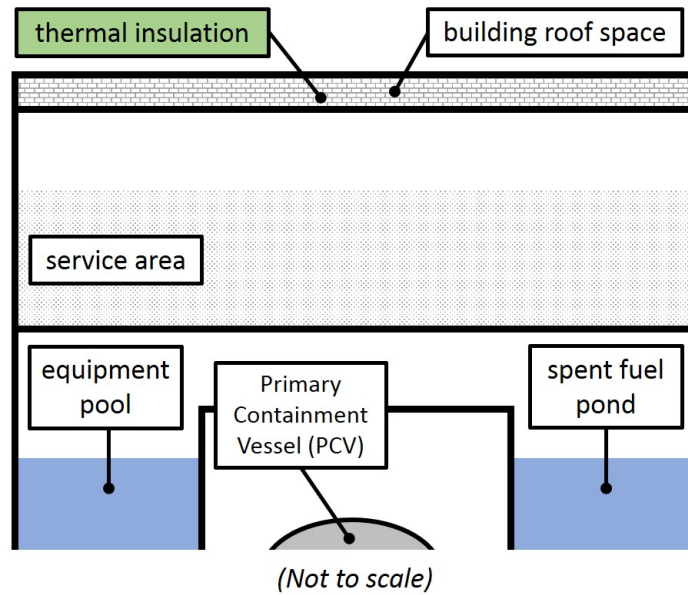 thermal insulation
building roof space
service area
equipment
pool
Primary
Containment
Vessel (PCV)
spent fuel
pond
(Not to scale)